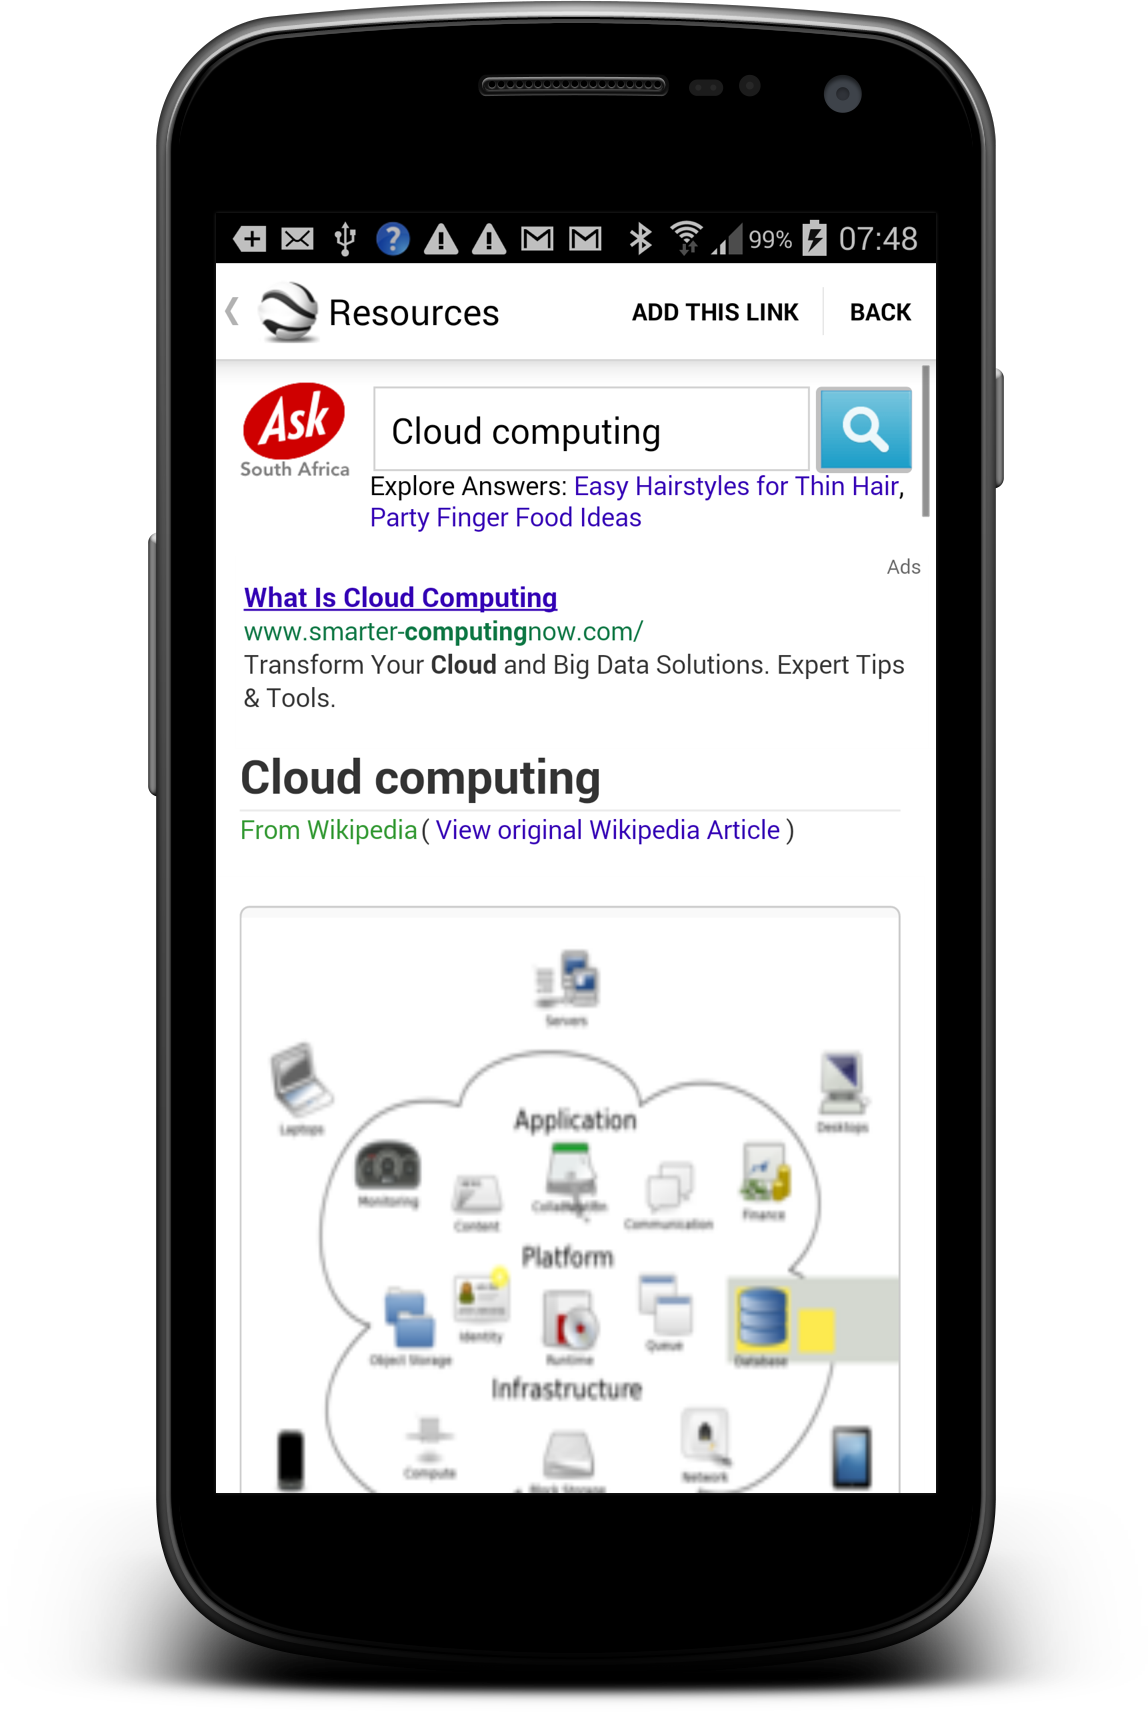 99% 07:48
Resources ADD THIS LINK BACK
Ask Cloud computing
South Africa
Explore Answers: Easy Hairstyles for Thin Hair,
Party Finger Food Ideas
Ads
What Is Cloud Computing
www.smarter-computingnow.com/
Transform Your Cloud and Big Data Solutions. Expert Tips
& Tools.
Cloud computing
From Wikipedia ( View original Wikipedia Article )
Servers
Laptops
Desktops
Application
Monitoring
Content
Communication
Finance
Platform
Identity
Object Storage
Runtime
Queue
Database
Infrastructure
Compute
Block Storage
Network